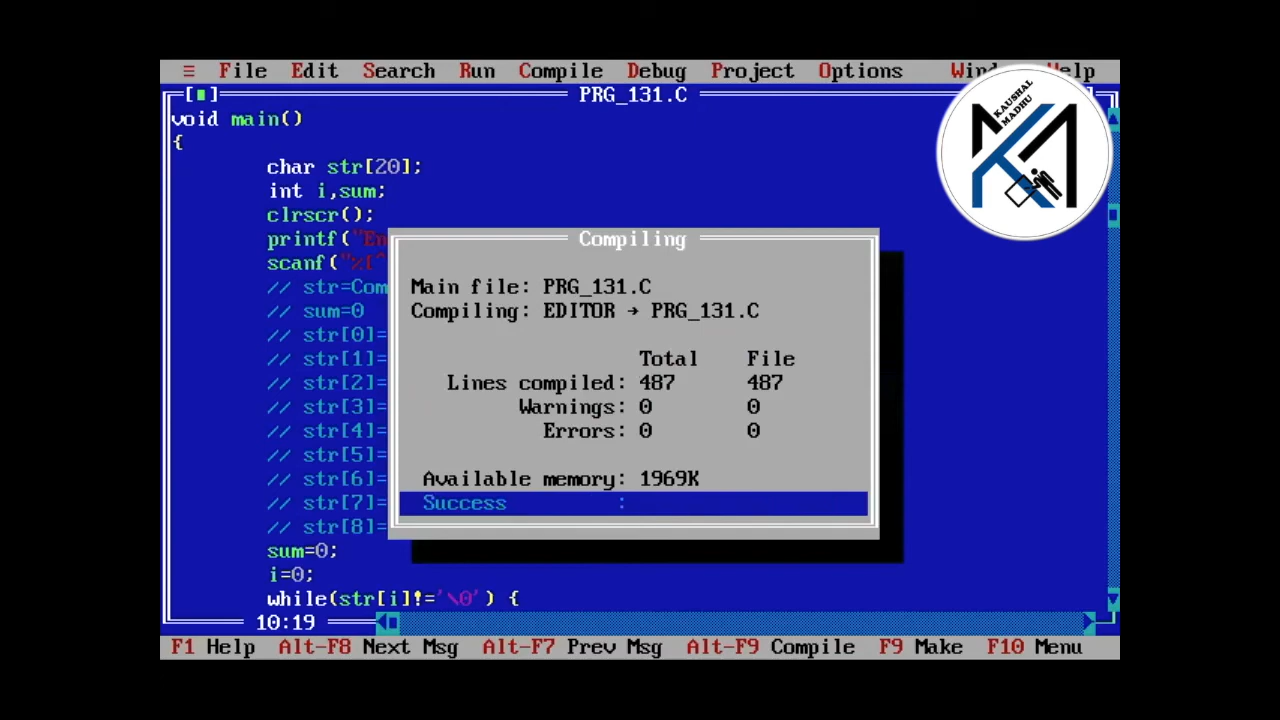 ≡ File Edit Search Run Compile Debug Project Options Help
PRG_131.C
KAUSHAL
MADHU
void main()
{
char str[20];
int i,sum;
clrscr();
printf("
scanf("%[^
// str=Com
// sum=0
// str[0]=
// str[1]=
// str[2]=
// str[3]=
// str[4]=
// str[5]=
// str[6]=
// str[7]=
// str[8]=
sum=0;
i=0;
while(str[i]!='\0') {
Compiling
Main file: PRG_131.C
Compiling: EDITOR → PRG_131.C
Total File
Lines compiled: 487 487
Warnings: 0 0
Errors: 0 0
Available memory: 1969K
Success :
10:19
F1 Help Alt-F8 Next Msg Alt-F7 Prev Msg Alt-F9 Compile F9 Make F10 Menu